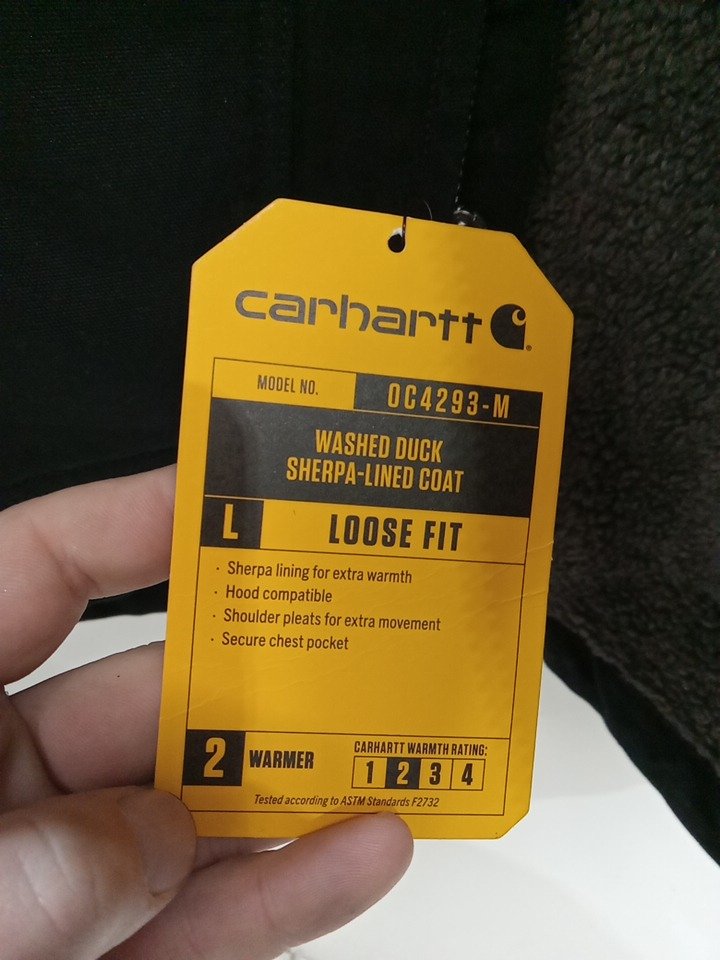 carhartt
MODEL NO. OC4293-M
WASHED DUCK
SHERPA-LINED COAT
L LOOSE FIT
· Sherpa lining for extra warmth
· Hood compatible
· Shoulder pleats for extra movement
· Secure chest pocket
2 WARMER
CARHARTT WARMTH RATING:
1 2 3 4
Tested according to ASTM Standards F2732